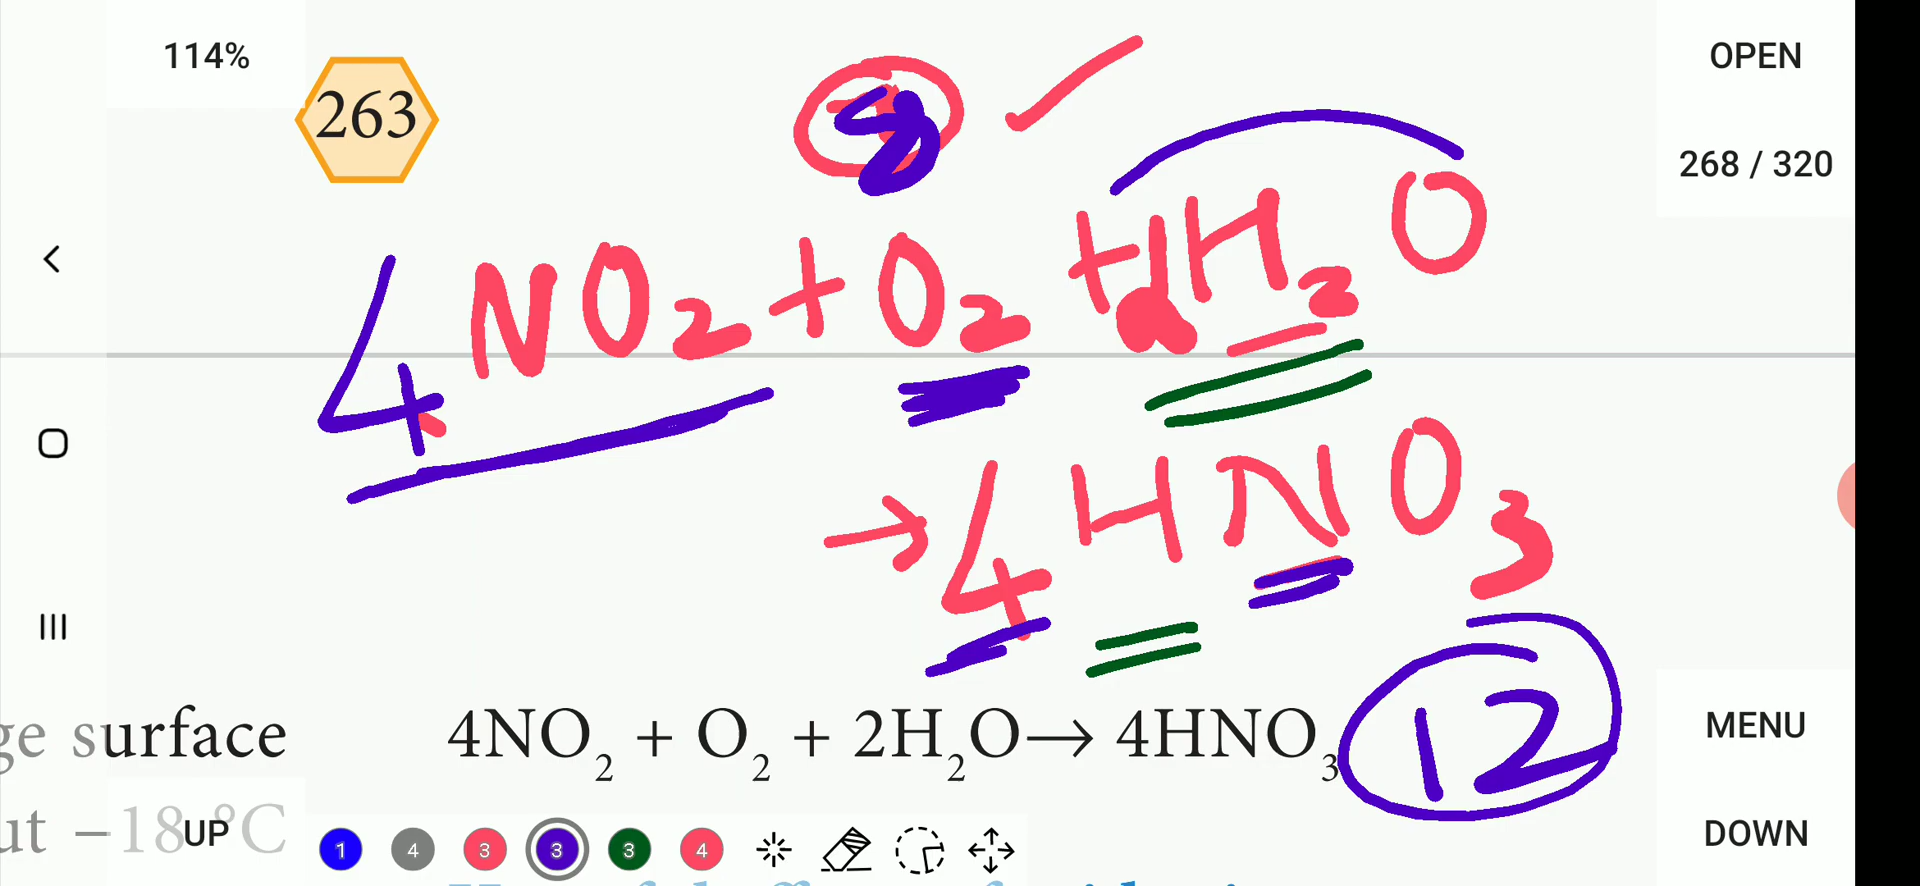 114%
OPEN
263
8
268 / 320
4NO2 + O2 + 2H2O
→ 4HNO3
12
ge surface
4NO2 + O2 + 2H2O→ 4HNO3
MENU
ut –18 °C
UP
DOWN
1 4 3 3 3 4